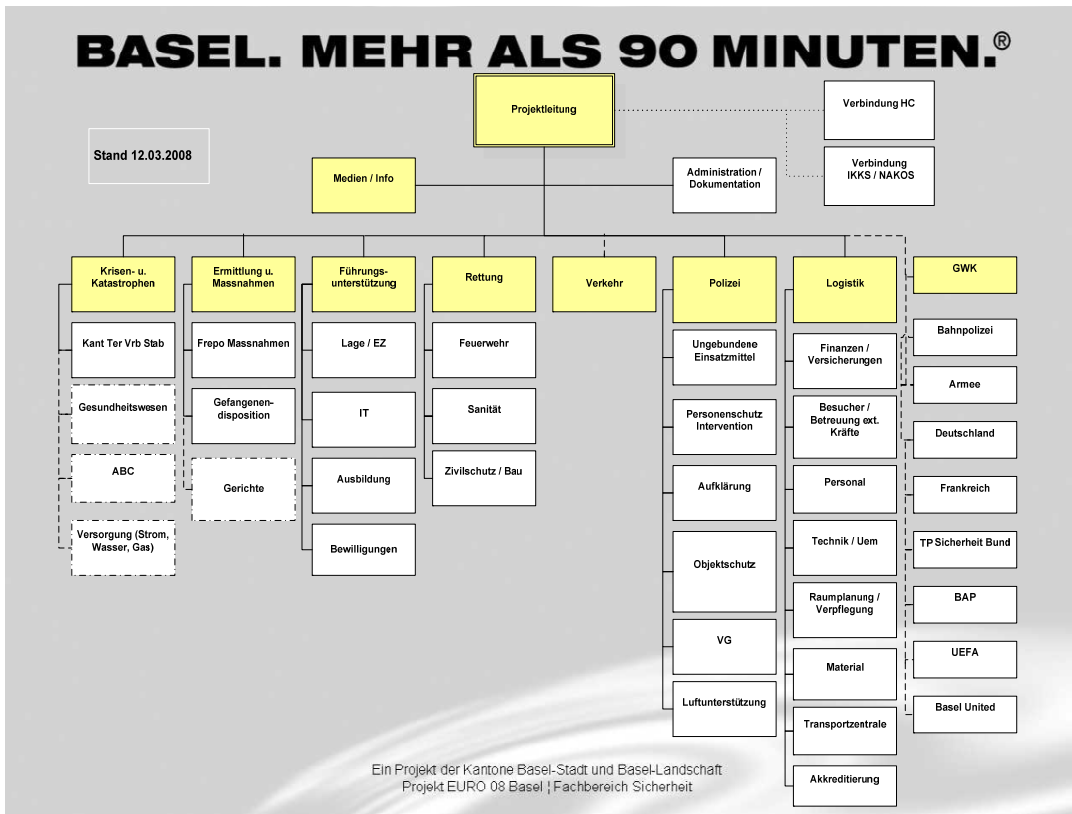 BASEL. MEHR ALS 90 MINUTEN.®
Projektleitung
Verbindung HC
Stand 12.03.2008
Verbindung
IKKS / NAKOS
Medien / Info
Administration /
Dokumentation
Krisen- u.
Katastrophen
Kant Ter Vrb Stab
Gesundheitswesen
ABC
Versorgung (Strom,
Wasser, Gas)
Ermittlung u.
Massnahmen
Frepo Massnahmen
Gefangenen-
disposition
Gerichte
Führungs-
unterstützung
Lage / EZ
IT
Ausbildung
Bewilligungen
Rettung
Feuerwehr
Sanität
Zivilschutz / Bau
Verkehr
Polizei
Ungebundene
Einsatzmittel
Personenschutz
Intervention
Aufklärung
Objektschutz
VG
Luftunterstützung
Logistik
Finanzen /
Versicherungen
Besucher /
Betreuung ext.
Kräfte
Personal
Technik / Uem
Raumplanung /
Verpflegung
Material
Transportzentrale
Akkreditierung
GWK
Bahnpolizei
Armee
Deutschland
Frankreich
TP Sicherheit Bund
BAP
UEFA
Basel United
Ein Projekt der Kantone Basel-Stadt und Basel-Landschaft
Projekt EURO 08 Basel ¦ Fachbereich Sicherheit